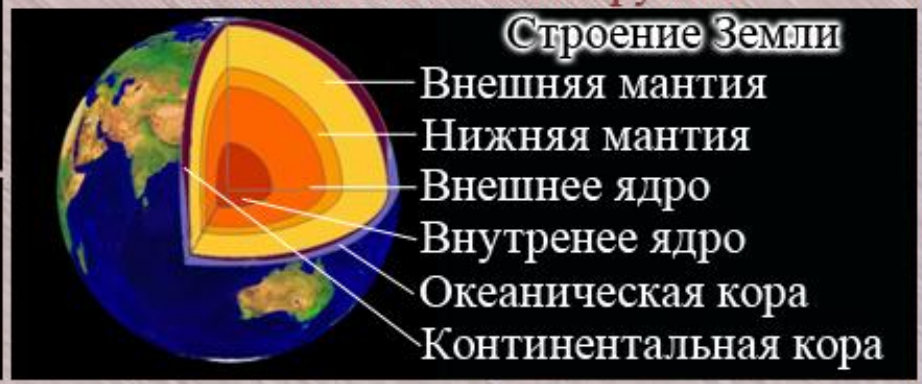 Строение Земли
Внешняя мантия
Нижняя мантия
Внешнее ядро
Внутренее ядро
Океаническая кора
Континентальная кора